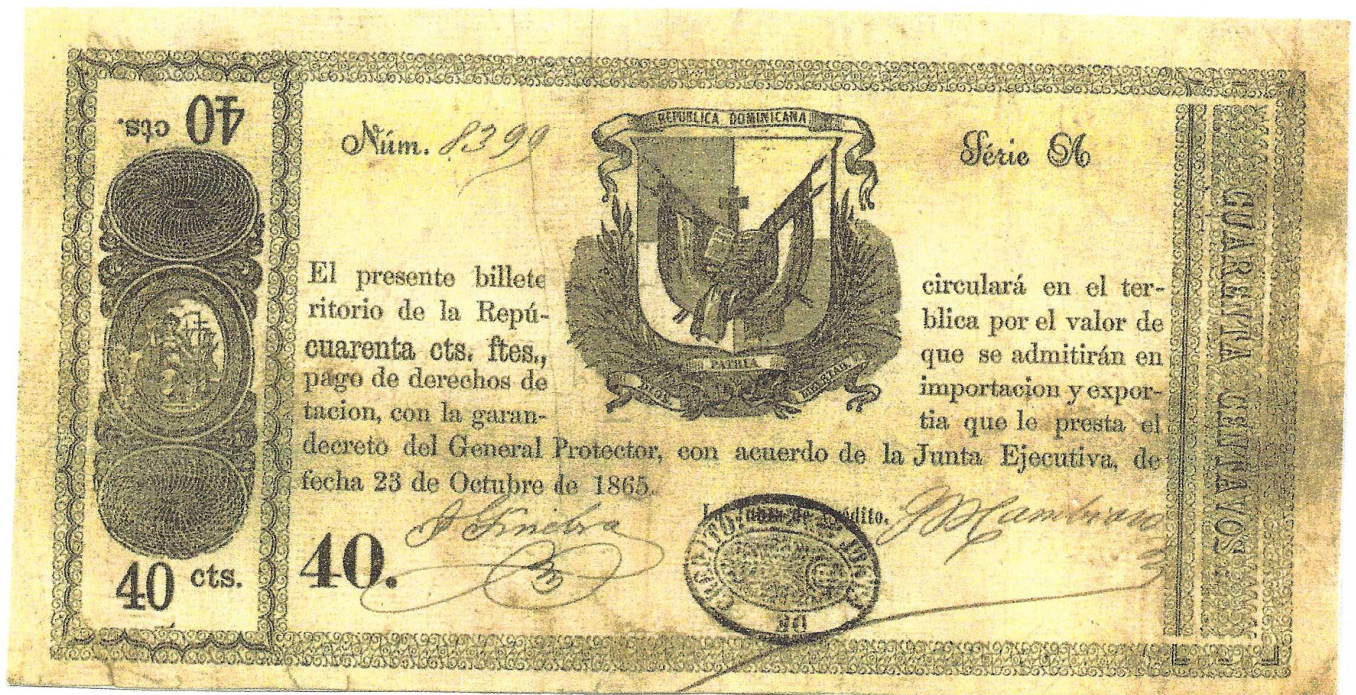 40 cts.
Núm. 8399
REPUBLICA DOMINICANA
Série A
El presente billete circulará en el ter-
ritorio de la Repú- blica por el valor de
cuarenta cts. ftes., que se admitirán en
pago de derechos de importacion y expor-
tacion, con la garan- tia que le presta el
decreto del General Protector, con acuerdo de la Junta Ejecutiva, de
fecha 23 de Octubre de 1865.
PATRIA
La Junta de Crédito.
40.
40 cts.
CUARENTA CENTAVOS